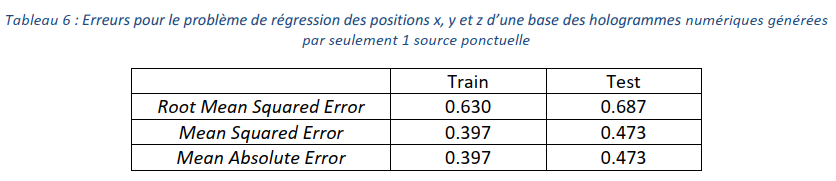 Tableau 6 : Erreurs pour le problème de régression des positions x, y et z d'une base des hologrammes numériques générées
par seulement 1 source ponctuelle
Train Test
Root Mean Squared Error 0.630 0.687
Mean Squared Error 0.397 0.473
Mean Absolute Error 0.397 0.473